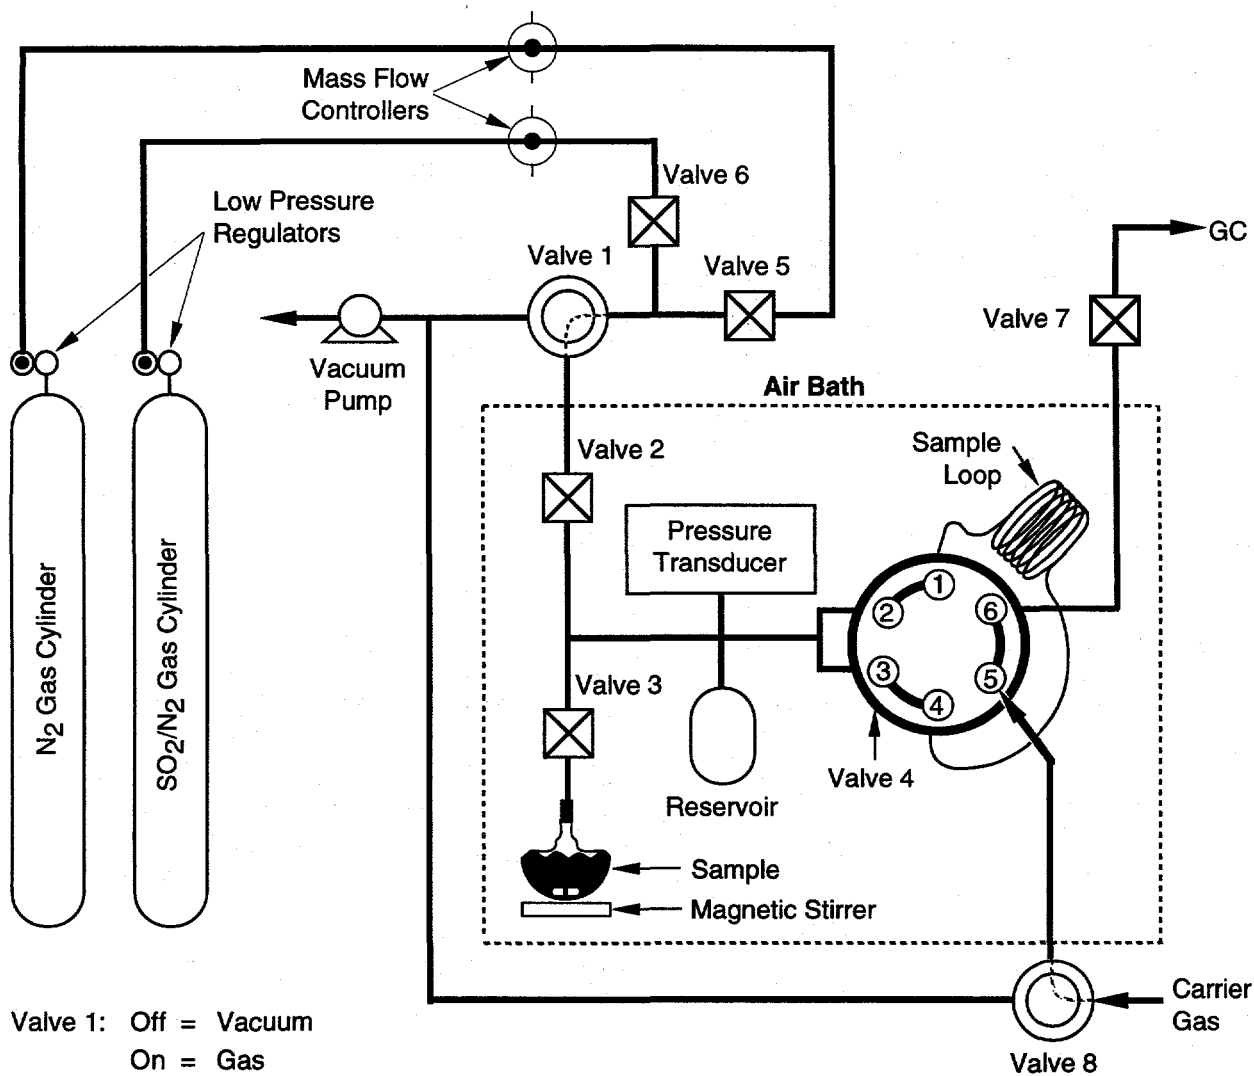 Mass Flow
Controllers
Valve 6
Low Pressure
Regulators
GC
Valve 1
Valve 5
Valve 7
Vacuum
Pump
Air Bath
Valve 2
Sample
Loop
Pressure
Transducer
1
2
6
3
5
4
Valve 3
Valve 4
Reservoir
N2 Gas Cylinder
SO2/N2 Gas Cylinder
Sample
Magnetic Stirrer
Carrier
Gas
Valve 8
Valve 1: Off = Vacuum
On = Gas